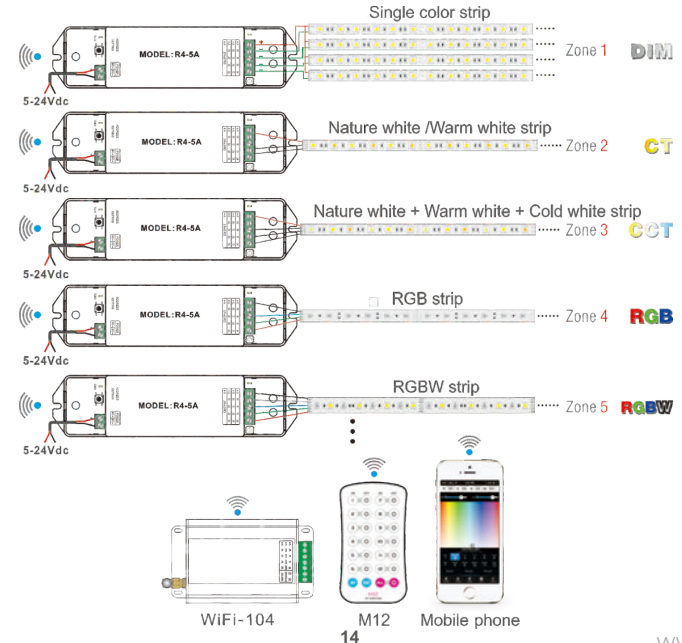 Single color strip
MODEL:R4-5A
Zone 1
DIM
5-24Vdc
Nature white /Warm white strip
MODEL:R4-5A
Zone 2
CT
5-24Vdc
Nature white + Warm white + Cold white strip
MODEL:R4-5A
Zone 3
CCT
5-24Vdc
RGB strip
MODEL:R4-5A
Zone 4
RGB
5-24Vdc
RGBW strip
MODEL:R4-5A
Zone 5
RGBW
5-24Vdc
WiFi-104
M12
Mobile phone
14